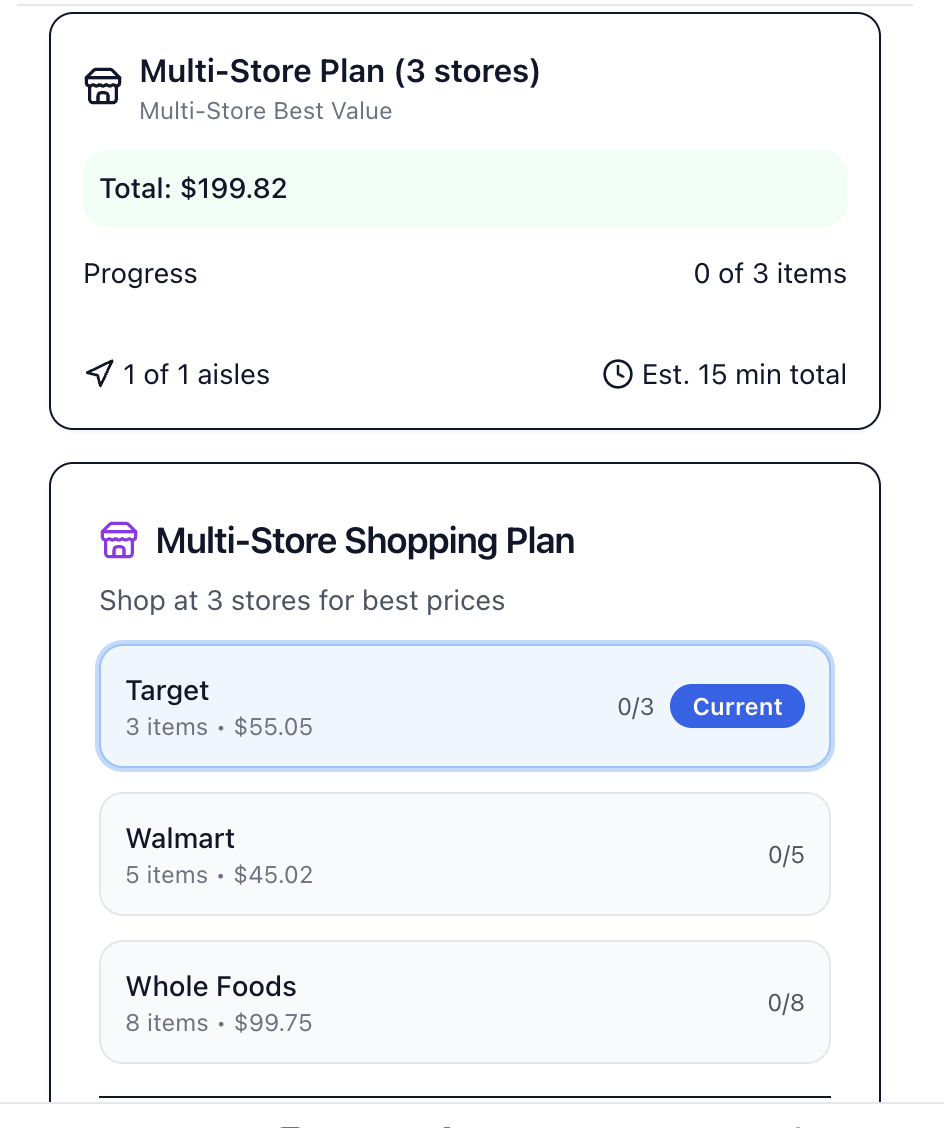 Multi-Store Plan (3 stores)
Multi-Store Best Value
Total: $199.82
Progress
0 of 3 items
1 of 1 aisles
Est. 15 min total
Multi-Store Shopping Plan
Shop at 3 stores for best prices
Target
3 items • $55.05
0/3
Current
Walmart
5 items • $45.02
0/5
Whole Foods
8 items • $99.75
0/8